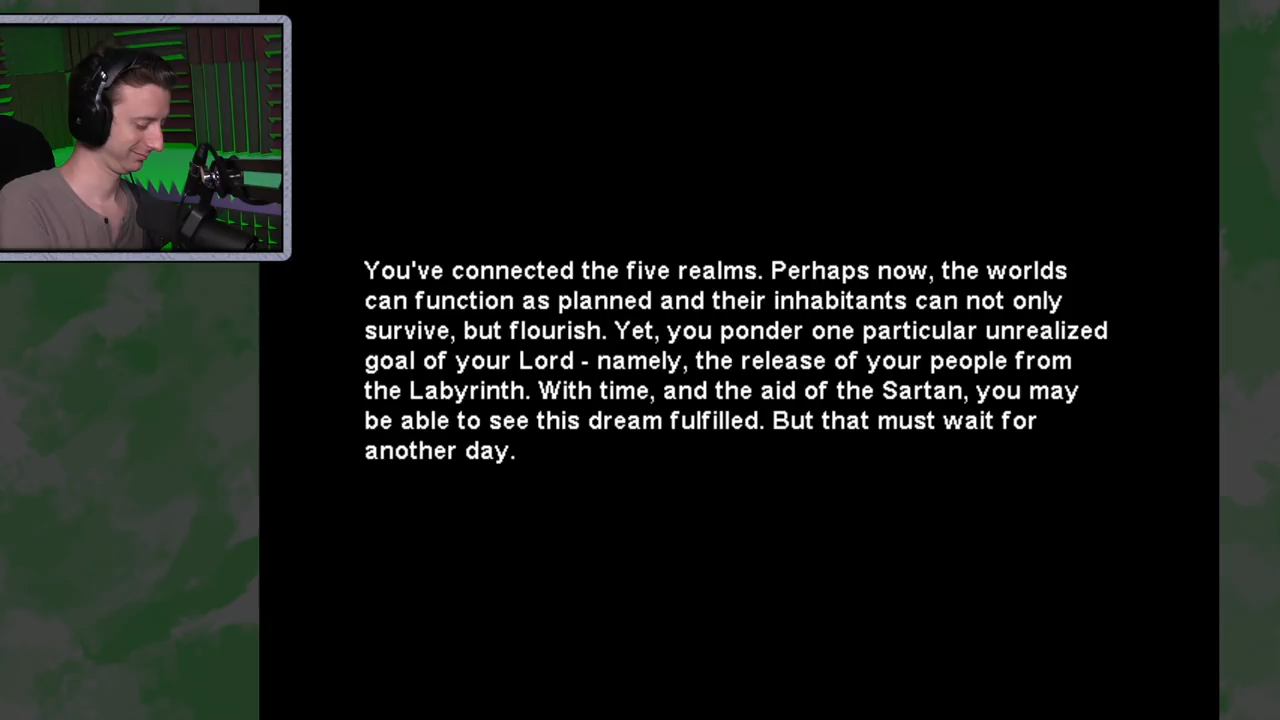 You've connected the five realms. Perhaps now, the worlds
can function as planned and their inhabitants can not only
survive, but flourish. Yet, you ponder one particular unrealized
goal of your Lord - namely, the release of your people from
the Labyrinth. With time, and the aid of the Sartan, you may
be able to see this dream fulfilled. But that must wait for
another day.